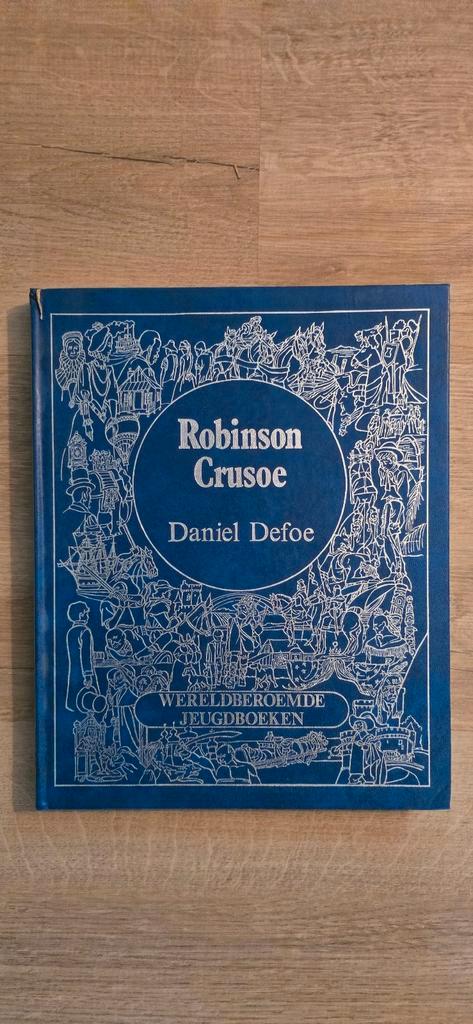 Robinson
Crusoe
Daniel Defoe
WERELDBEROEMDE
JEUGDBOEKEN